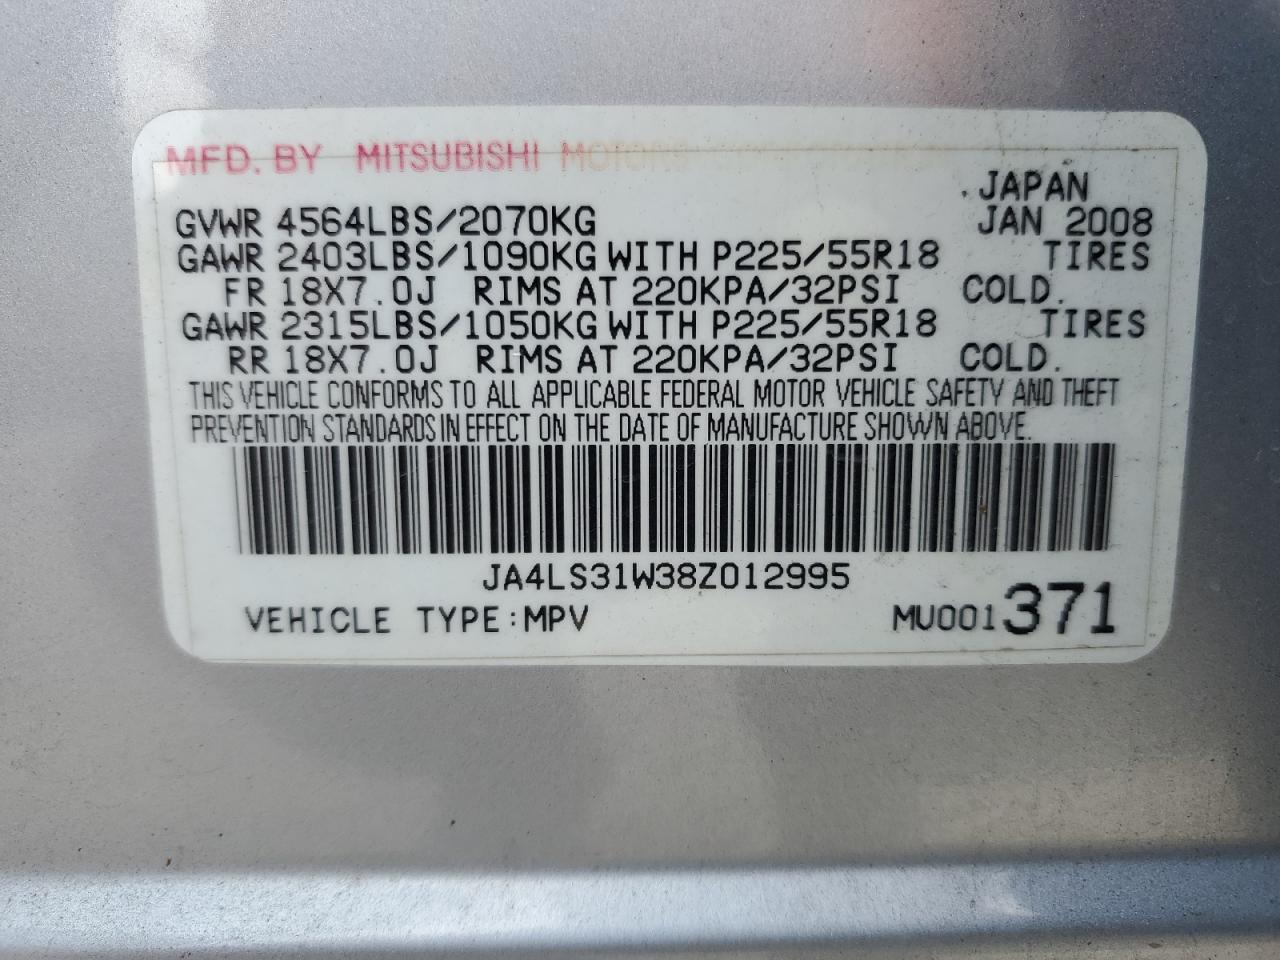 MFD. BY MITSUBISHI MOTORS
JAPAN
GVWR 4564LBS/2070KG JAN 2008
GAWR 2403LBS/1090KG WITH P225/55R18 TIRES
FR 18X7.0J RIMS AT 220KPA/32PSI COLD.
GAWR 2315LBS/1050KG WITH P225/55R18 TIRES
RR 18X7.0J RIMS AT 220KPA/32PSI COLD.
THIS VEHICLE CONFORMS TO ALL APPLICABLE FEDERAL MOTOR VEHICLE SAFETY AND THEFT
PREVENTION STANDARDS IN EFFECT ON THE DATE OF MANUFACTURE SHOWN ABOVE.
JA4LS31W38Z012995
VEHICLE TYPE:MPV MU001371